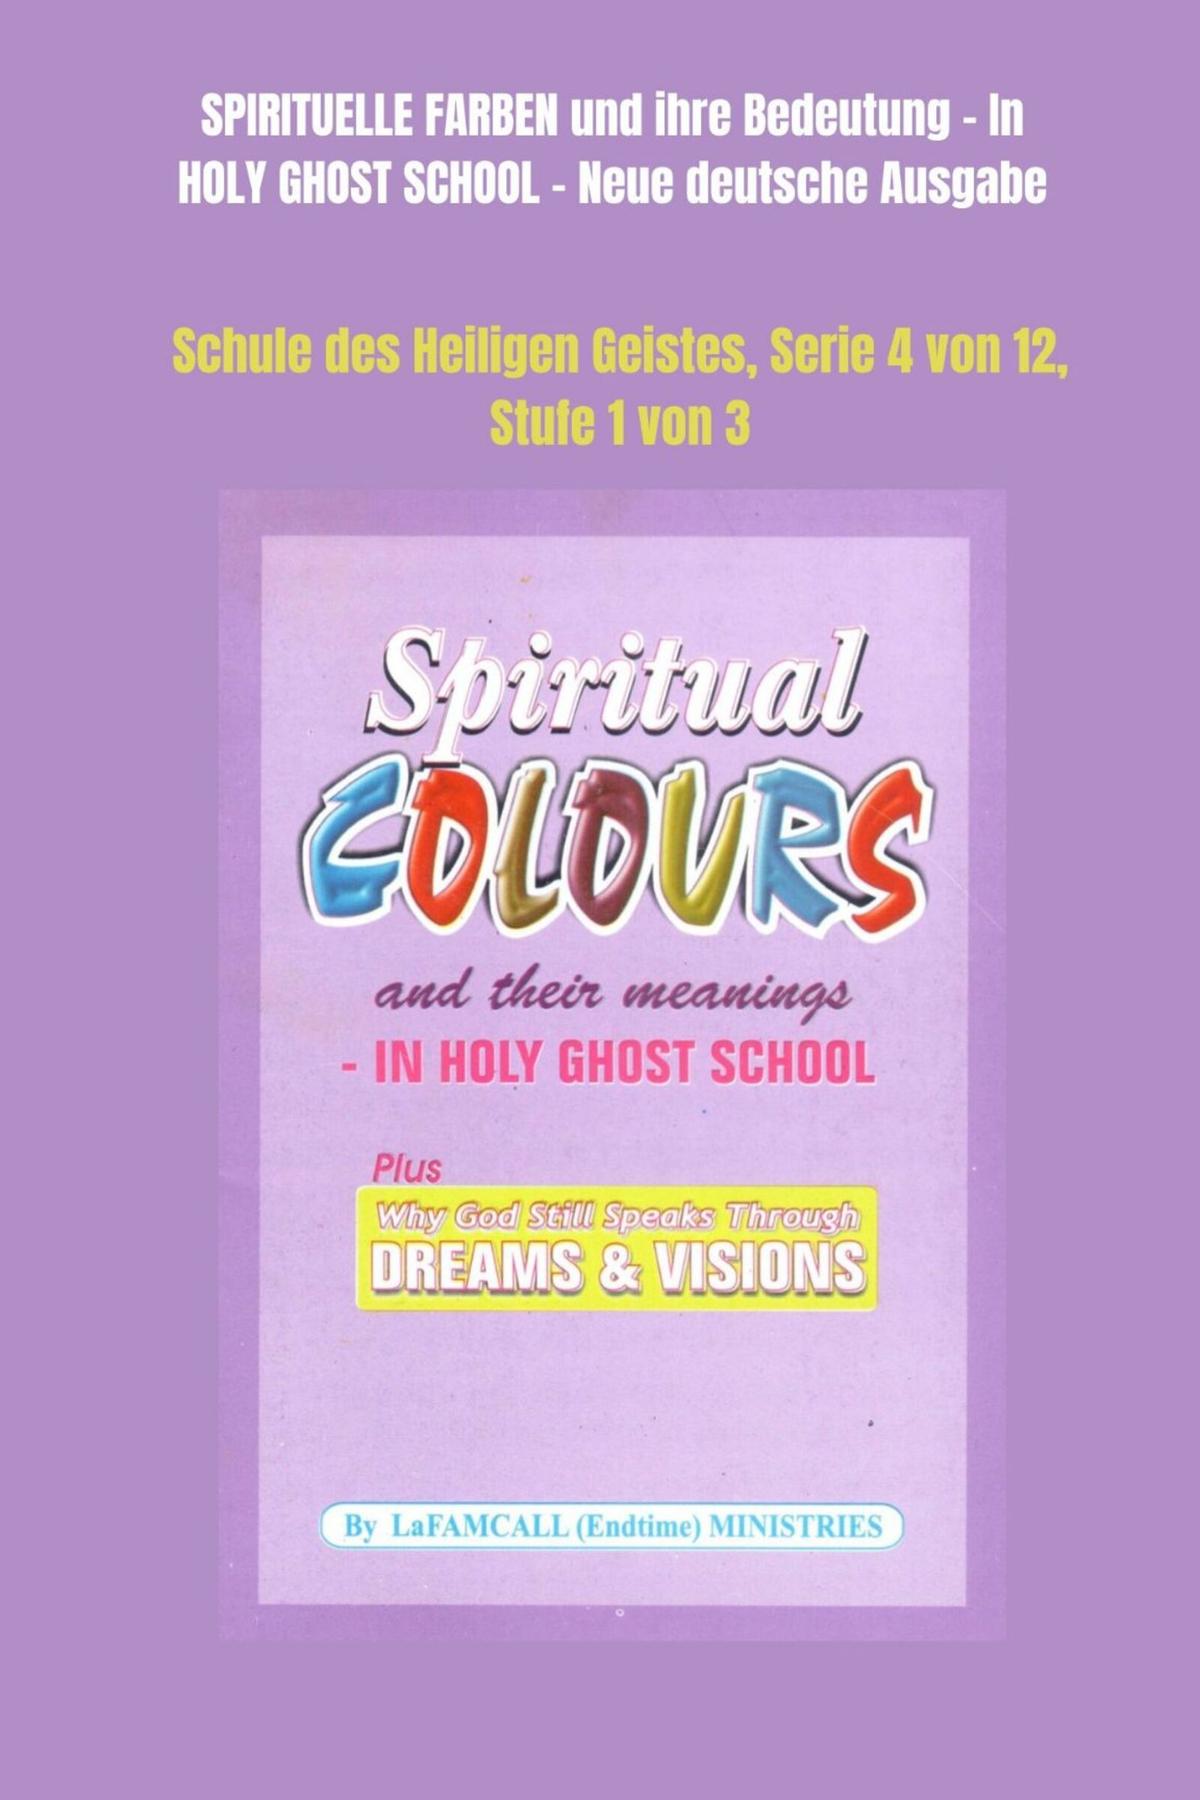 SPIRITUELLE FARBEN und ihre Bedeutung - In
HOLY GHOST SCHOOL - Neue deutsche Ausgabe
Schule des Heiligen Geistes, Serie 4 von 12,
Stufe 1 von 3
Spiritual
COLOURS
and their meanings
- IN HOLY GHOST SCHOOL
Plus
Why God Still Speaks Through
DREAMS & VISIONS
By LaFAMCALL (Endtime) MINISTRIES